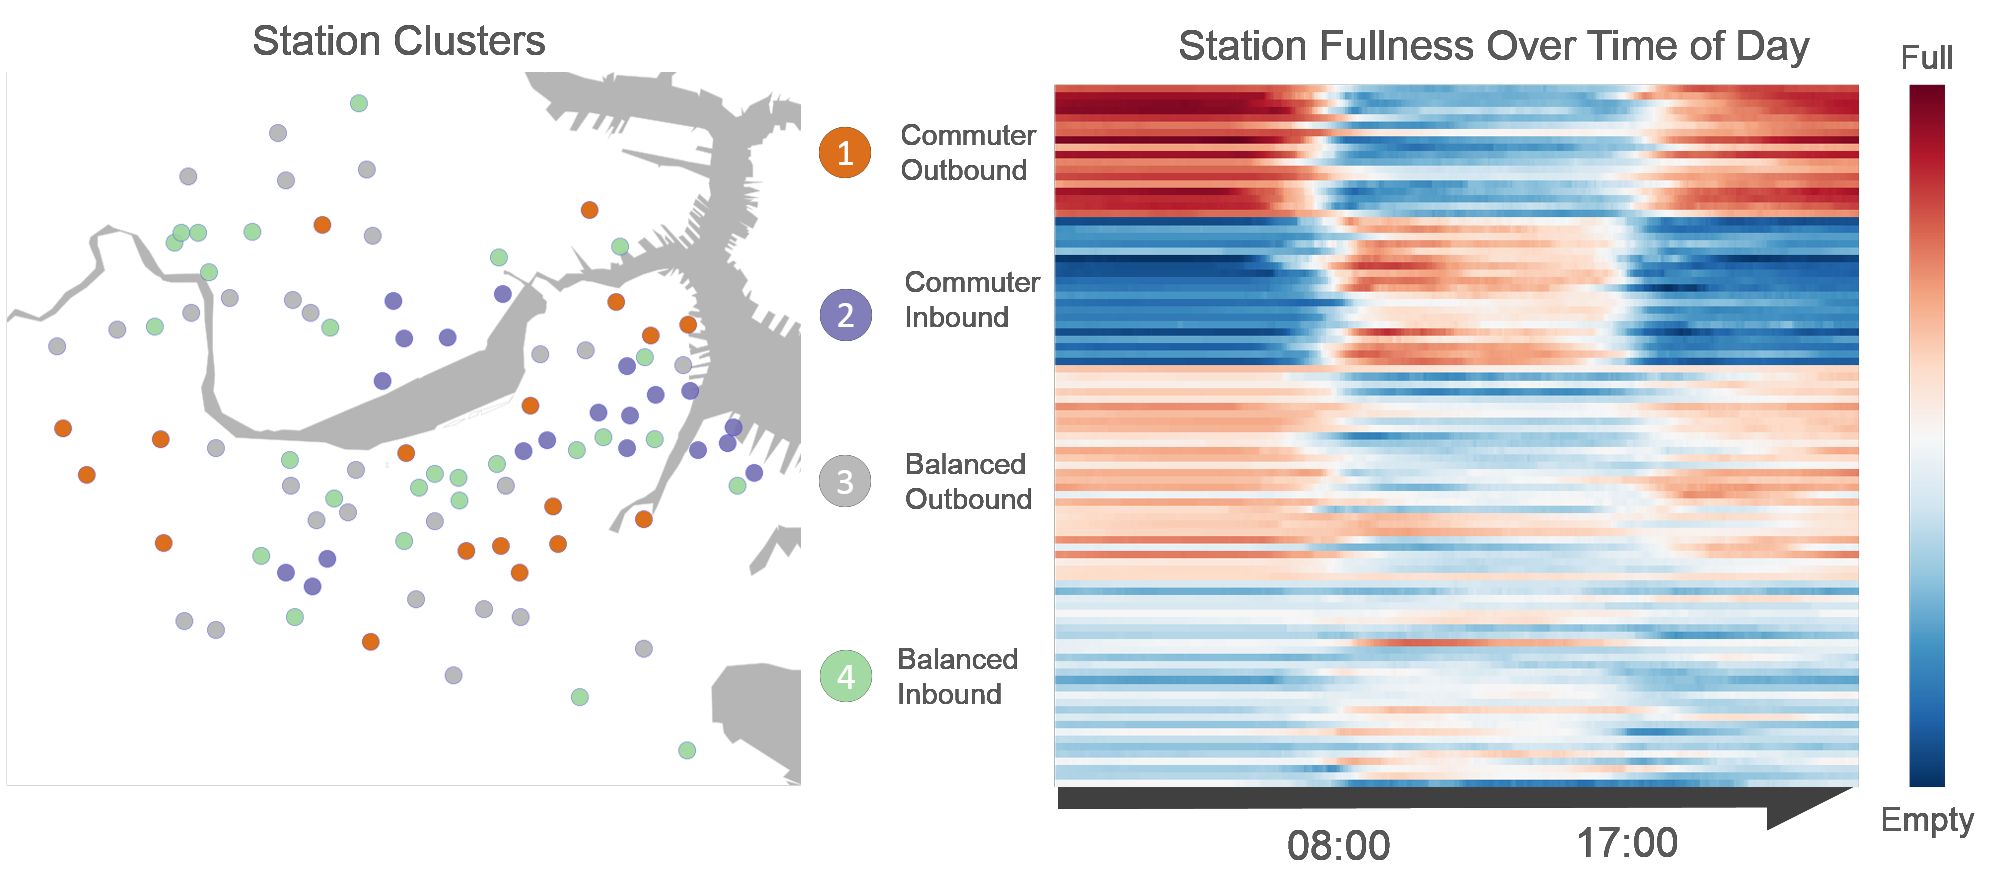 Station Clusters
1
Commuter
Outbound
2
Commuter
Inbound
3
Balanced
Outbound
4
Balanced
Inbound
Station Fullness Over Time of Day
Full
Empty
08:00
17:00